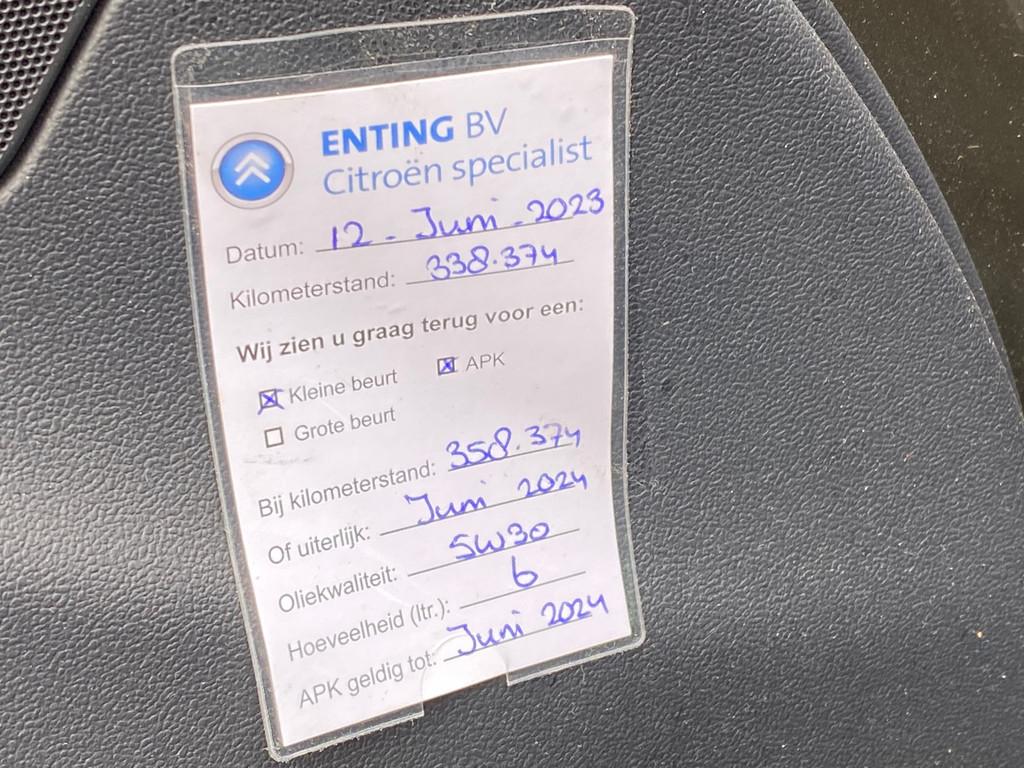 ENTING BV
Citroën specialist
Datum: 12 - Juni - 2023
Kilometerstand: 338.374
Wij zien u graag terug voor een:
Kleine beurt APK
Grote beurt
Bij kilometerstand: 358.374
Of uiterlijk: Juni 2024
Oliekwaliteit: 5W30
Hoeveelheid (ltr.): 6
APK geldig tot: Juni 2024